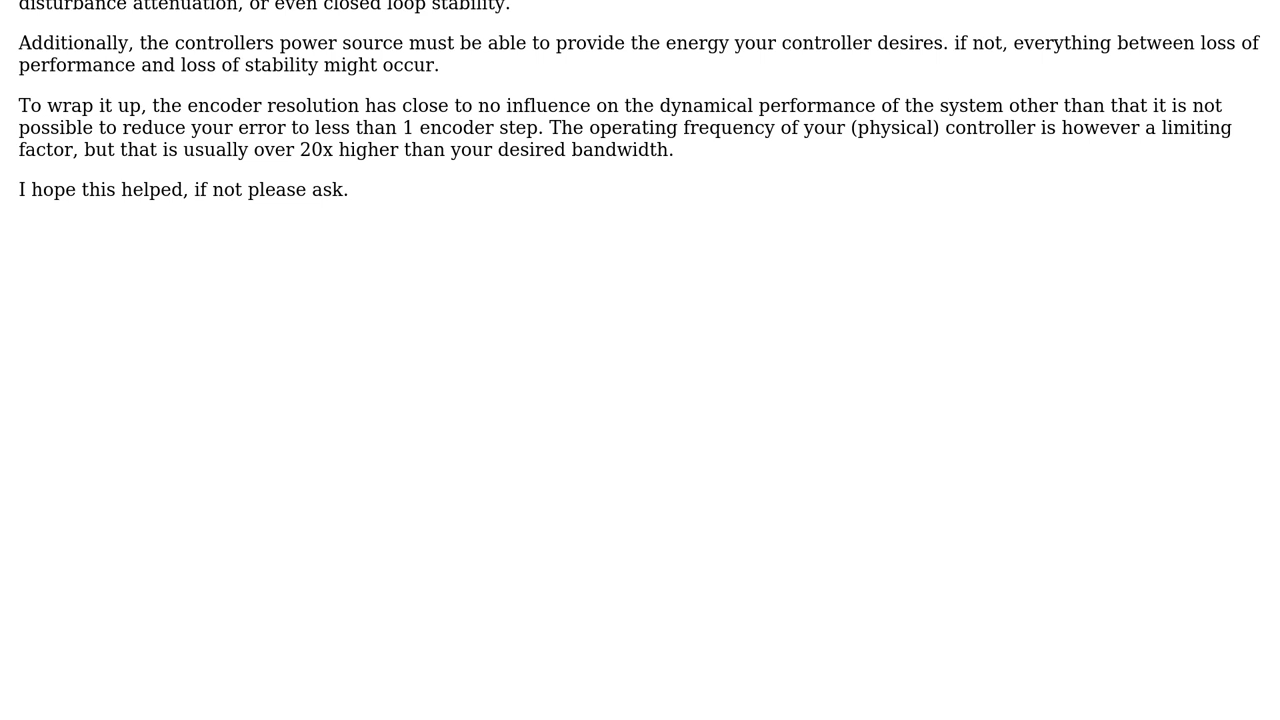 disturbance attenuation, or even closed loop stability.
Additionally, the controllers power source must be able to provide the energy your controller desires. if not, everything between loss of
performance and loss of stability might occur.
To wrap it up, the encoder resolution has close to no influence on the dynamical performance of the system other than that it is not
possible to reduce your error to less than 1 encoder step. The operating frequency of your (physical) controller is however a limiting
factor, but that is usually over 20x higher than your desired bandwidth.
I hope this helped, if not please ask.